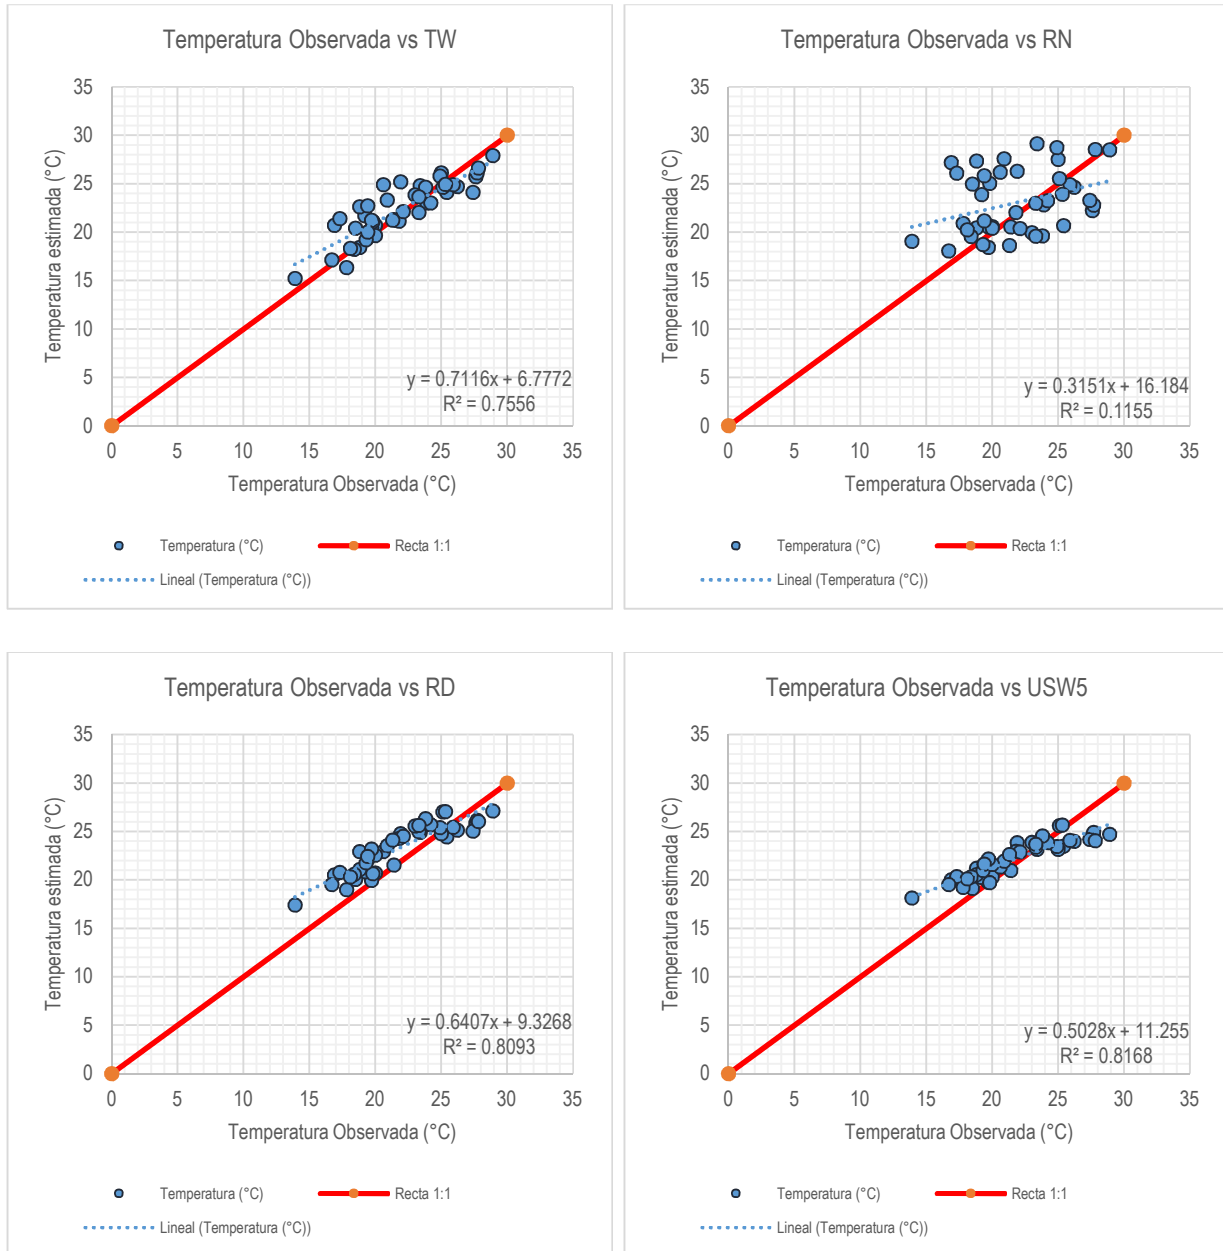 Temperatura Observada vs TW
Temperatura estimada (°C)
35
30
25
20
15
10
5
0
y = 0.7116x + 6.7772
R² = 0.7556
0 5 10 15 20 25 30 35
Temperatura Observada (°C)
Temperatura (°C) Recta 1:1
Lineal (Temperatura (°C))
Temperatura Observada vs RN
Temperatura estimada (°C)
35
30
25
20
15
10
5
0
y = 0.3151x + 16.184
R² = 0.1155
0 5 10 15 20 25 30 35
Temperatura Observada (°C)
Temperatura (°C) Recta 1:1
Lineal (Temperatura (°C))
Temperatura Observada vs RD
Temperatura estimada (°C)
35
30
25
20
15
10
5
0
y = 0.6407x + 9.3268
R² = 0.8093
0 5 10 15 20 25 30 35
Temperatura Observada (°C)
Temperatura (°C) Recta 1:1
Lineal (Temperatura (°C))
Temperatura Observada vs USW5
Temperatura estimada (°C)
35
30
25
20
15
10
5
0
y = 0.5028x + 11.255
R² = 0.8168
0 5 10 15 20 25 30 35
Temperatura Observada (°C)
Temperatura (°C) Recta 1:1
Lineal (Temperatura (°C))